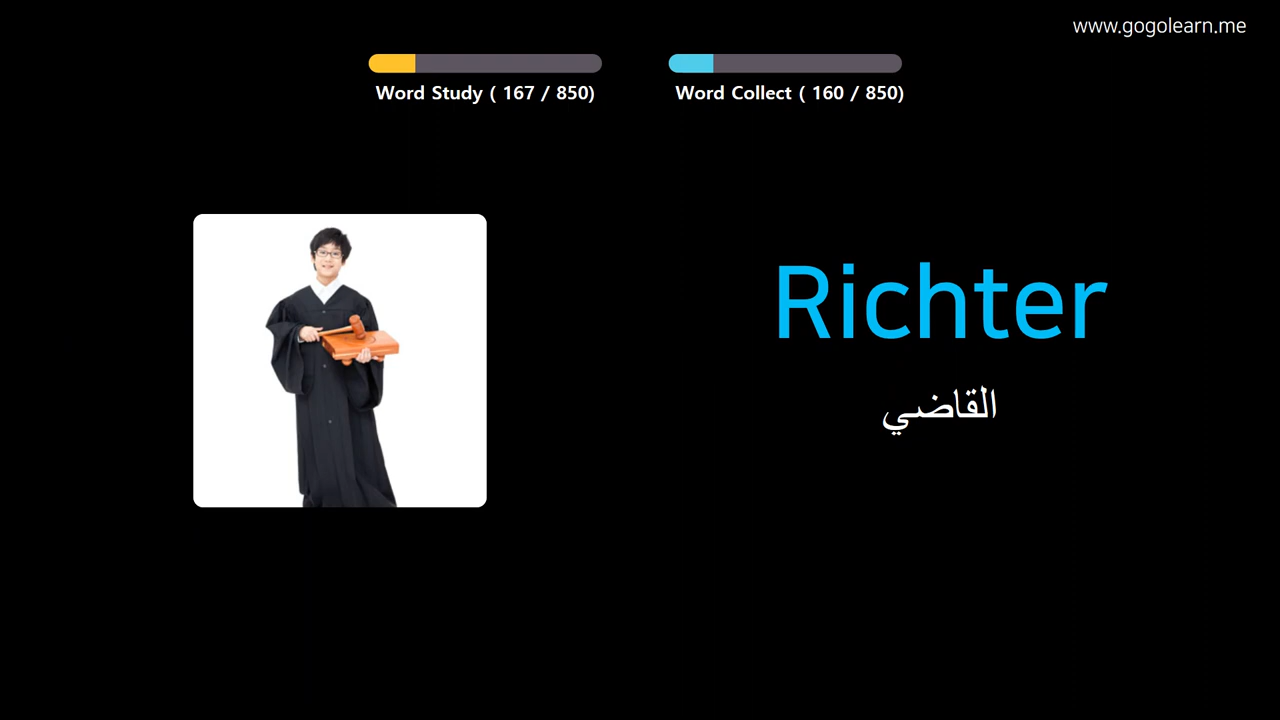 www.gogolearn.me
Word Study ( 167 / 850)
Word Collect ( 160 / 850)
Richter
القاضي